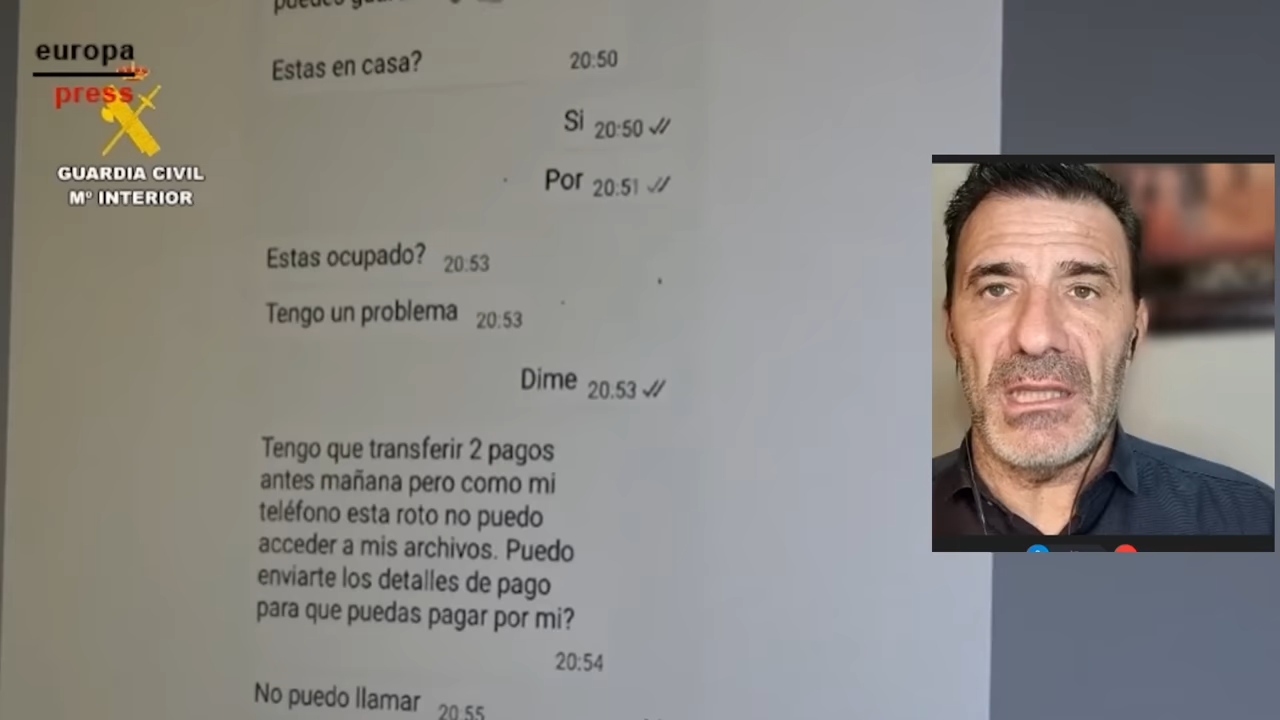 europa
press
GUARDIA CIVIL
Mº INTERIOR
Estas en casa? 20:50
Si 20:50
Por 20:51
Estas ocupado? 20:53
Tengo un problema 20:53
Dime 20.53
Tengo que transferir 2 pagos
antes mañana pero como mi
teléfono esta roto no puedo
acceder a mis archivos. Puedo
enviarte los detalles de pago
para que puedas pagar por mi?
20:54
No puedo llamar 20.55